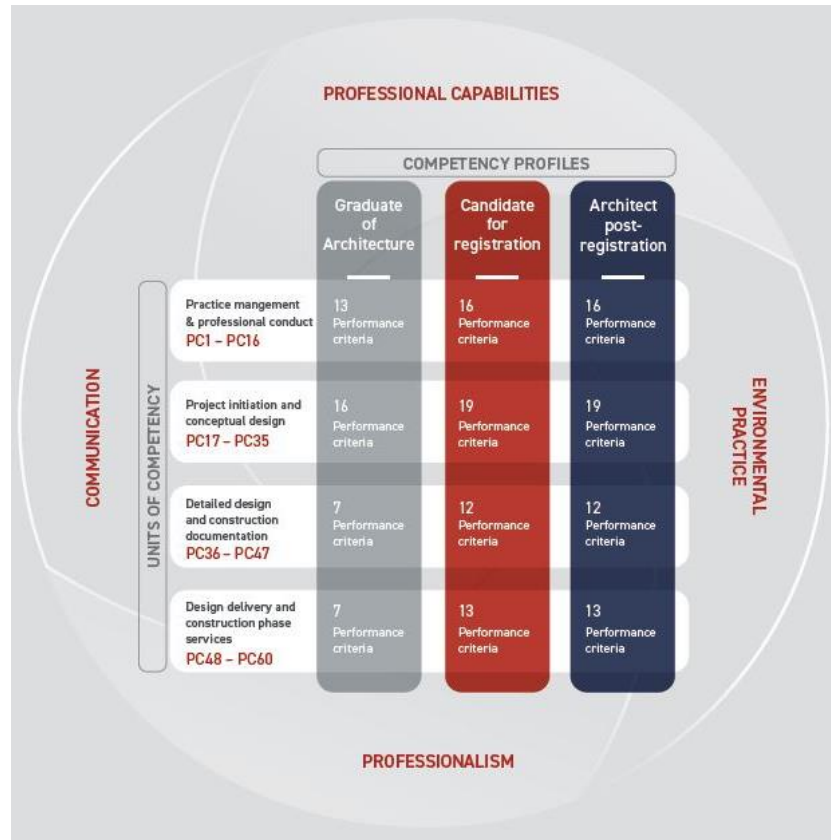 PROFESSIONAL CAPABILITIES
COMPETENCY PROFILES
Graduate
of
Architecture
Candidate
for
registration
Architect
post-
registration
COMMUNICATION
UNITS OF COMPETENCY
Practice mangement
& professional conduct
PC1 – PC16
13
Performance
criteria
16
Performance
criteria
16
Performance
criteria
Project initiation and
conceptual design
PC17 – PC35
16
Performance
criteria
19
Performance
criteria
19
Performance
criteria
Detailed design
and construction
documentation
PC36 – PC47
7
Performance
criteria
12
Performance
criteria
12
Performance
criteria
Design delivery and
construction phase
services
PC48 – PC60
7
Performance
criteria
13
Performance
criteria
13
Performance
criteria
ENVIRONMENTAL
PRACTICE
PROFESSIONALISM